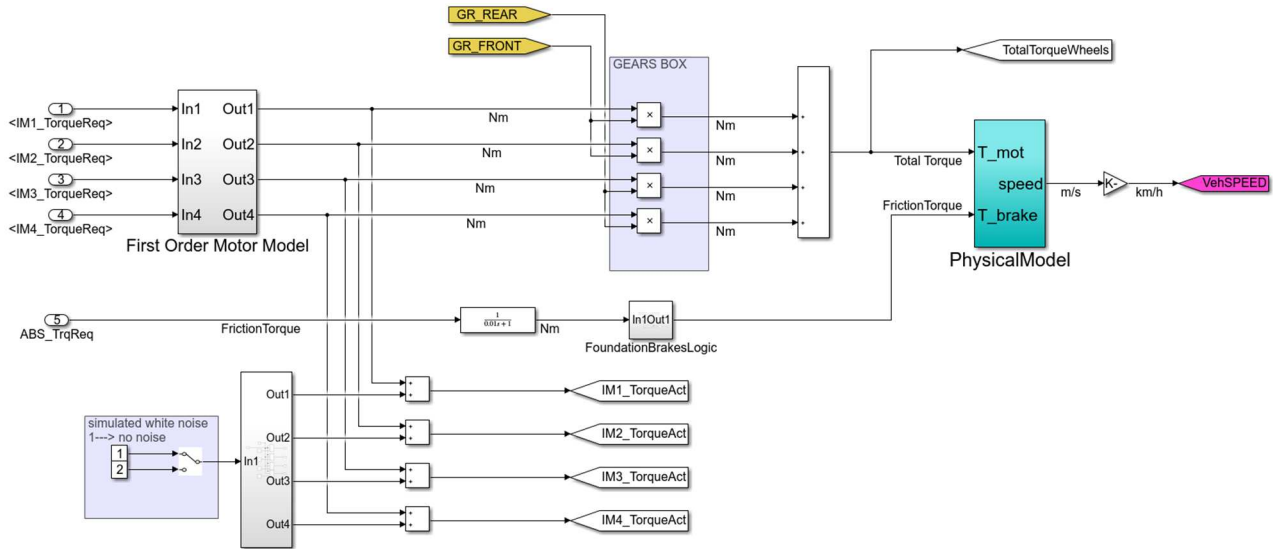 GR_REAR
GR_FRONT
TotalTorqueWheels
GEARS BOX
1
<IM1_TorqueReq>
2
<IM2_TorqueReq>
3
<IM3_TorqueReq>
4
<IM4_TorqueReq>
In1 Out1
In2 Out2
In3 Out3
In4 Out4
First Order Motor Model
Nm
Nm
Nm
Nm
×
×
×
×
Nm
Nm
Nm
Nm
+
+
+
+
Total Torque
FrictionTorque
T_mot
speed
T_brake
PhysicalModel
m/s
K-
km/h
VehSPEED
5
ABS_TrqReq
FrictionTorque
1
0.01s + 1
Nm
In1Out1
FoundationBrakesLogic
simulated white noise
1---> no noise
1
2
In1
Out1
Out2
Out3
Out4
+
+
IM1_TorqueAct
+
+
IM2_TorqueAct
+
+
IM3_TorqueAct
+
+
IM4_TorqueAct